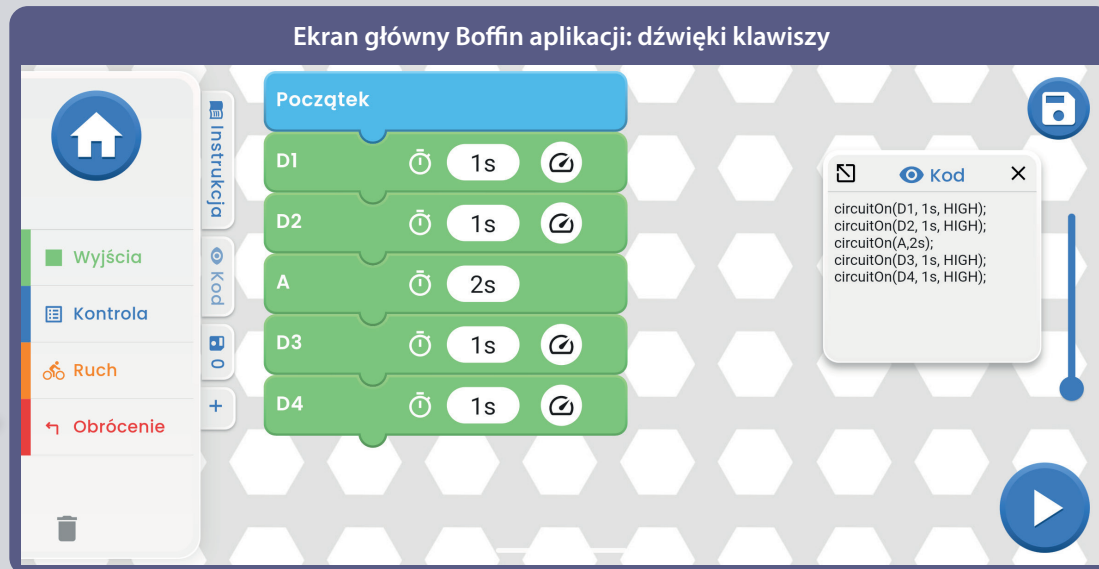 Ekran główny Boffin aplikacji: dźwięki klawiszy
Początek
D1 1s
D2 1s
A 2s
D3 1s
D4 1s
Instrukcja
Kod
0
+
Wyjścia
Kontrola
Ruch
Obrócenie
Kod
circuitOn(D1, 1s, HIGH);
circuitOn(D2, 1s, HIGH);
circuitOn(A,2s);
circuitOn(D3, 1s, HIGH);
circuitOn(D4, 1s, HIGH);